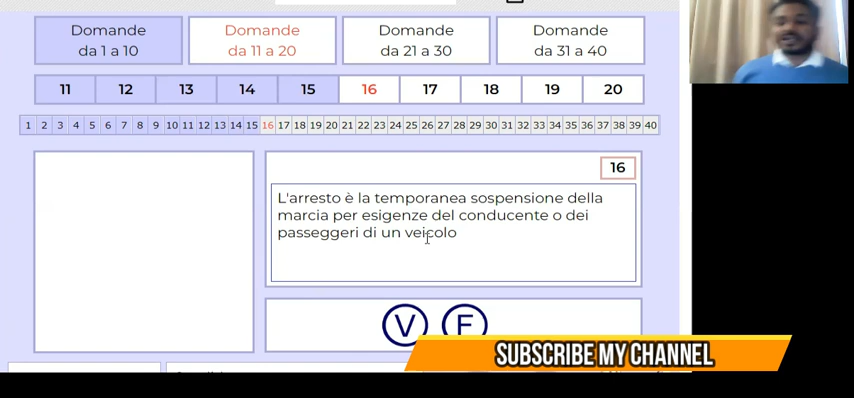 Domande
da 1 a 10
Domande
da 11 a 20
Domande
da 21 a 30
Domande
da 31 a 40
11 12 13 14 15 16 17 18 19 20
1 2 3 4 5 6 7 8 9 10 11 12 13 14 15 16 17 18 19 20 21 22 23 24 25 26 27 28 29 30 31 32 33 34 35 36 37 38 39 40
16
L'arresto è la temporanea sospensione della
marcia per esigenze del conducente o dei
passeggeri di un veicolo
V F
SUBSCRIBE MY CHANNEL